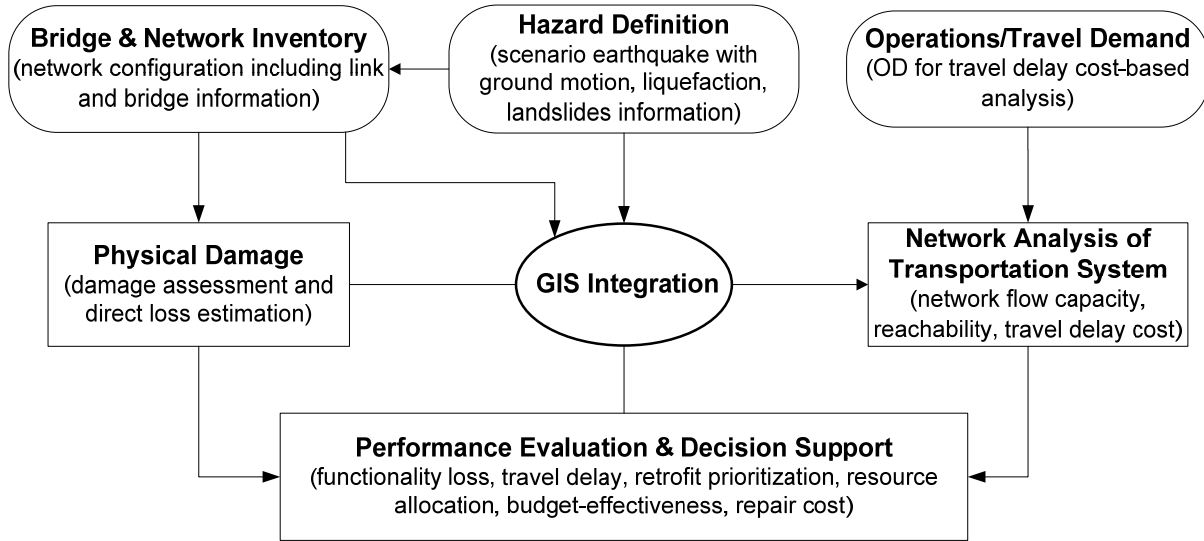 Bridge & Network Inventory
(network configuration including link
and bridge information)
Hazard Definition
(scenario earthquake with
ground motion, liquefaction,
landslides information)
Operations/Travel Demand
(OD for travel delay cost-based
analysis)
Physical Damage
(damage assessment and
direct loss estimation)
GIS Integration
Network Analysis of
Transportation System
(network flow capacity,
reachability, travel delay cost)
Performance Evaluation & Decision Support
(functionality loss, travel delay, retrofit prioritization, resource
allocation, budget-effectiveness, repair cost)